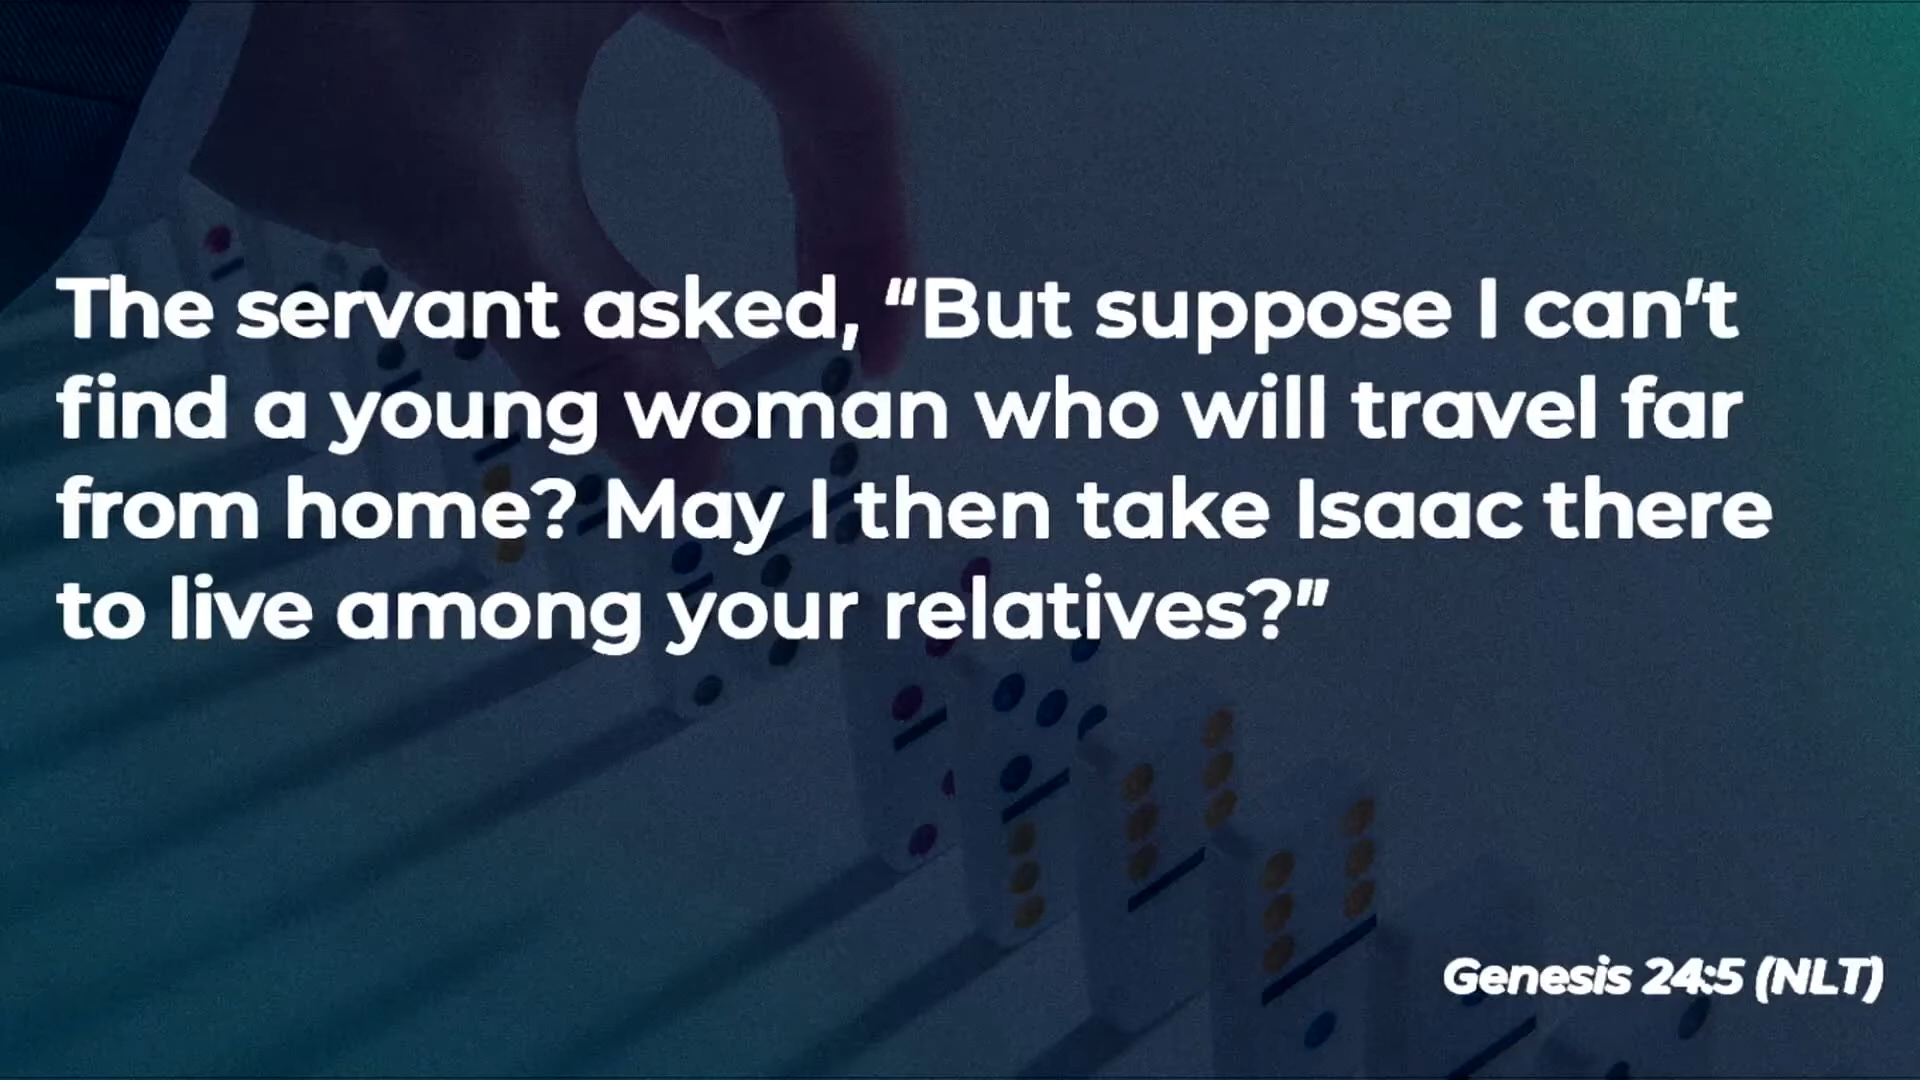 The servant asked, “But suppose I can’t
find a young woman who will travel far
from home? May I then take Isaac there
to live among your relatives?”
Genesis 24:5 (NLT)